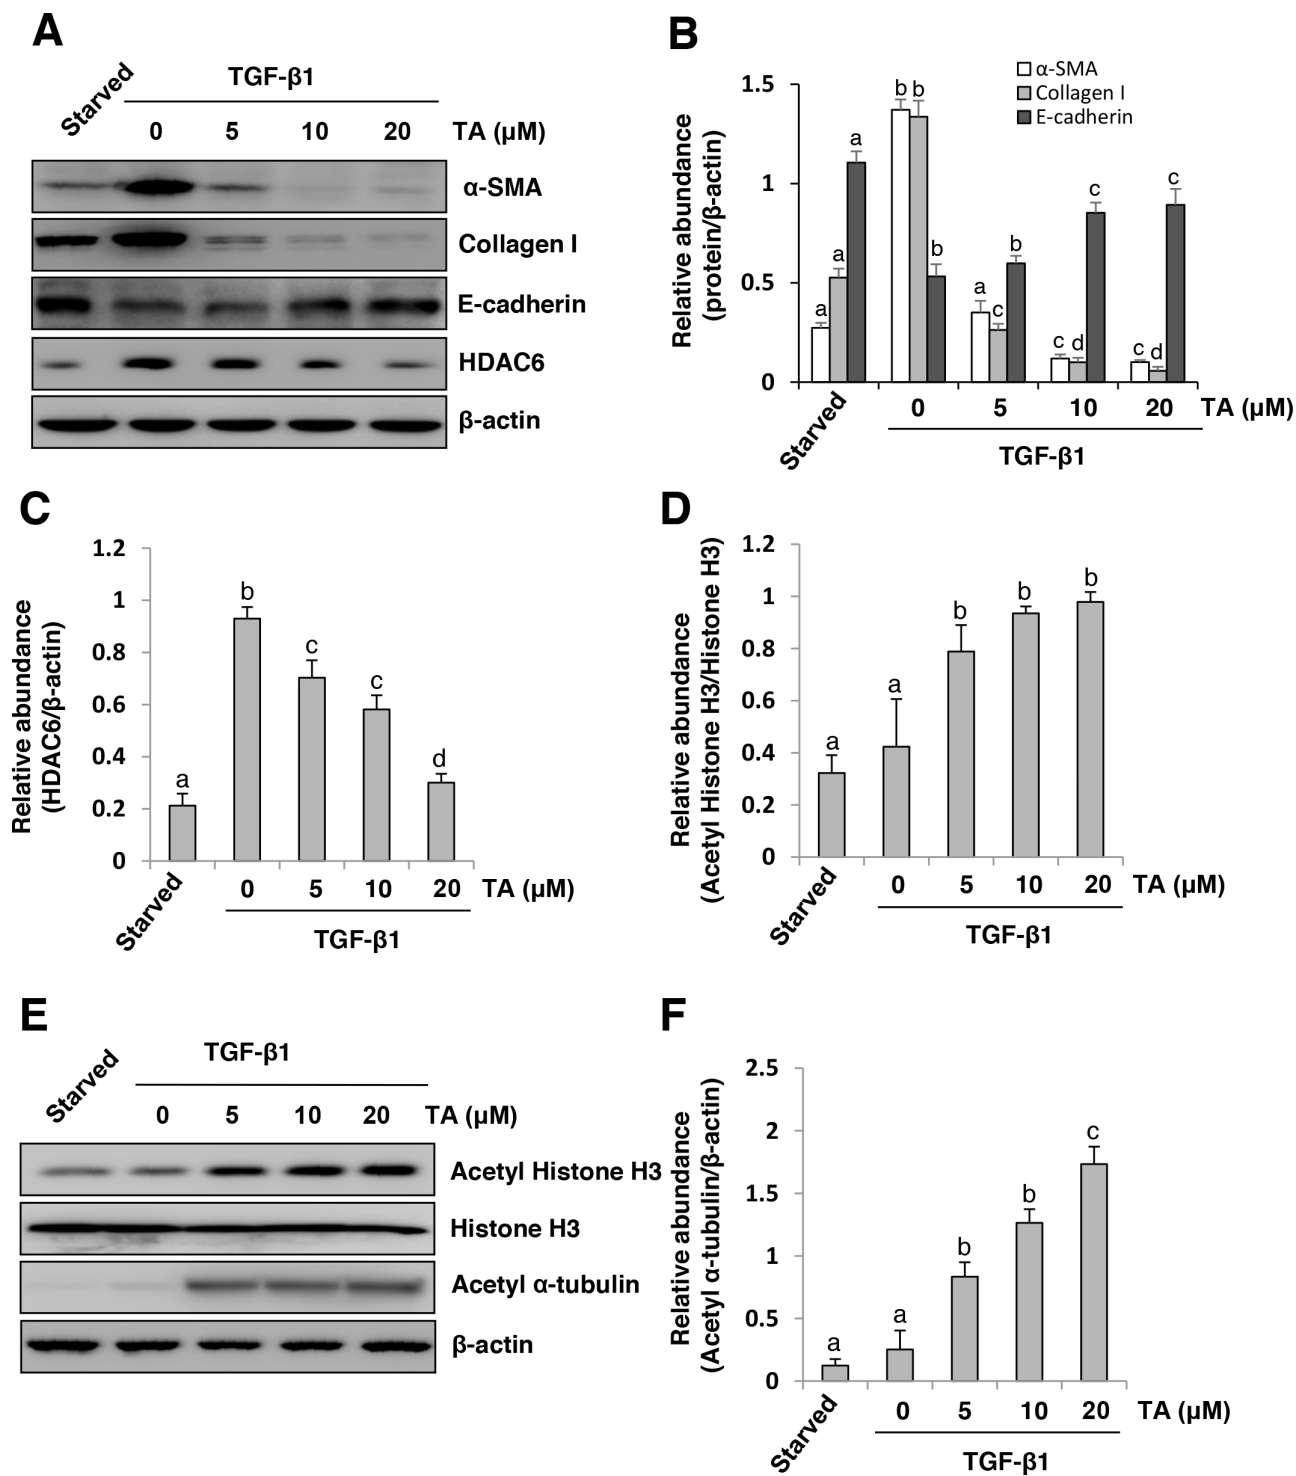 A
Starved
TGF-β1
0 5 10 20 TA (μM)
α-SMA
Collagen I
E-cadherin
HDAC6
β-actin
B
Relative abundance
(protein/β-actin)
α-SMA
Collagen I
E-cadherin
1.5
1
0.5
0
a a a b b b a c b c d c c d c
Starved 0 5 10 20 TA (μM)
TGF-β1
C
Relative abundance
(HDAC6/β-actin)
1.2
1
0.8
0.6
0.4
0.2
0
a b c c d
Starved 0 5 10 20 TA (μM)
TGF-β1
D
Relative abundance
(Acetyl Histone H3/Histone H3)
1.2
1
0.8
0.6
0.4
0.2
0
a a b b b
Starved 0 5 10 20 TA (μM)
TGF-β1
E
Starved
TGF-β1
0 5 10 20 TA (μM)
Acetyl Histone H3
Histone H3
Acetyl α-tubulin
β-actin
F
Relative abundance
(Acetyl α-tubulin/β-actin)
2.5
2
1.5
1
0.5
0
a a b b c
Starved 0 5 10 20 TA (μM)
TGF-β1